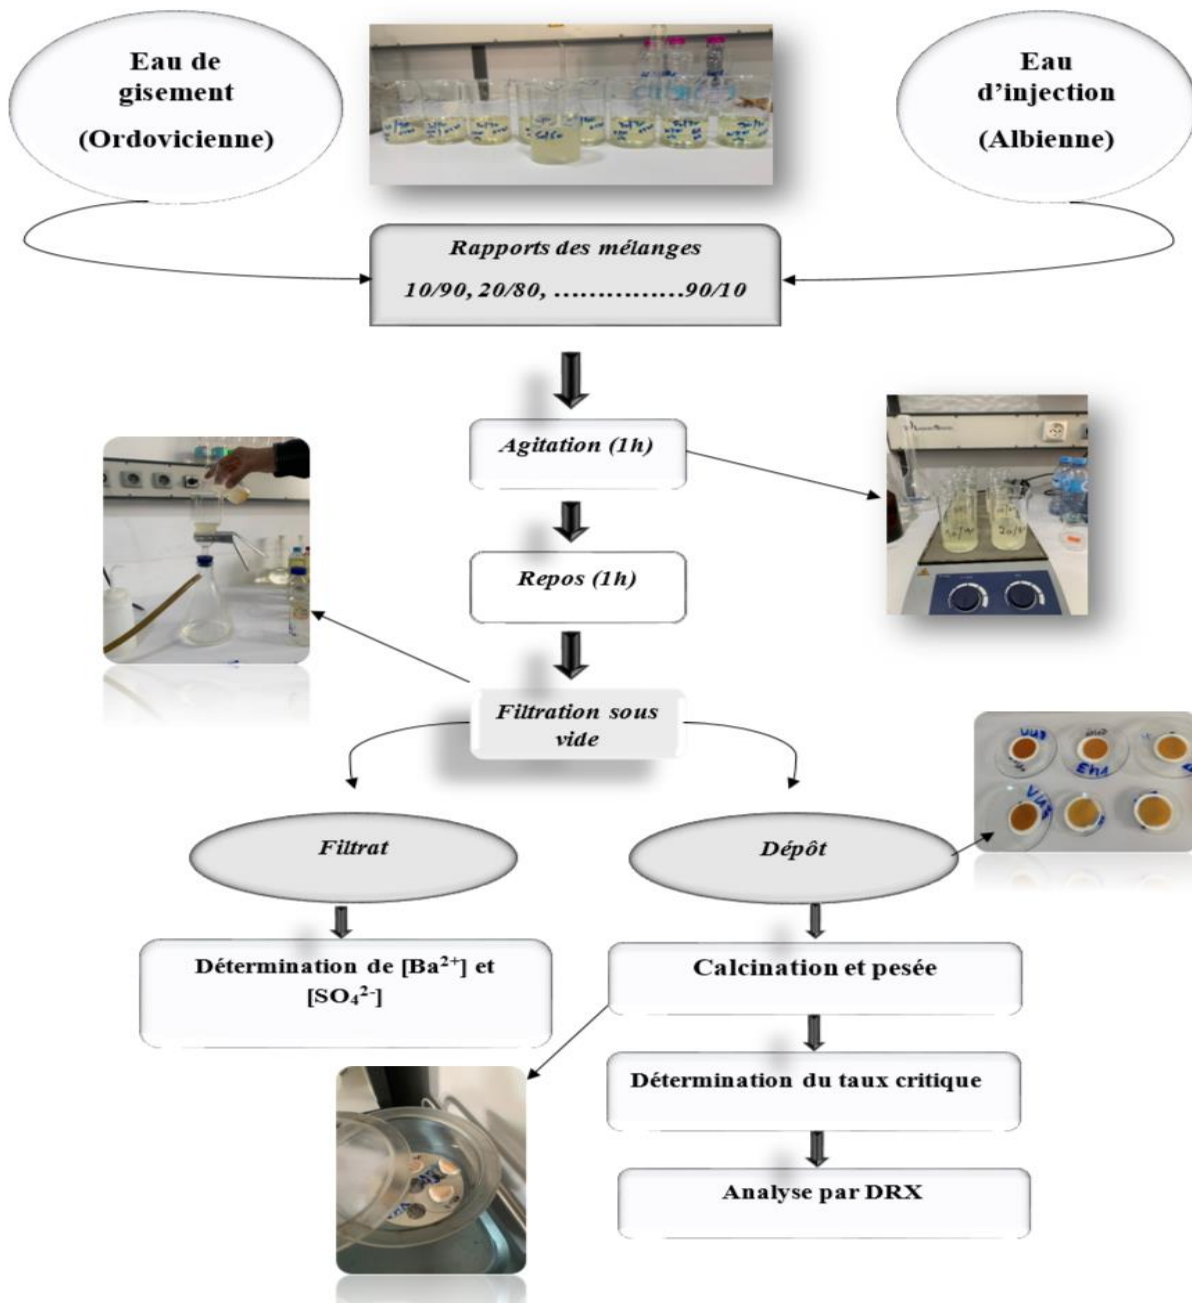 Eau de
gisement
(Ordovicienne)
Eau
d'injection
(Albienne)
Rapports des mélanges
10/90, 20/80, ……………90/10
Agitation (1h)
Repos (1h)
Filtration sous
vide
Filtrat
Dépôt
Détermination de [Ba²⁺] et
[SO₄²⁻]
Calcination et pesée
Détermination du taux critique
Analyse par DRX